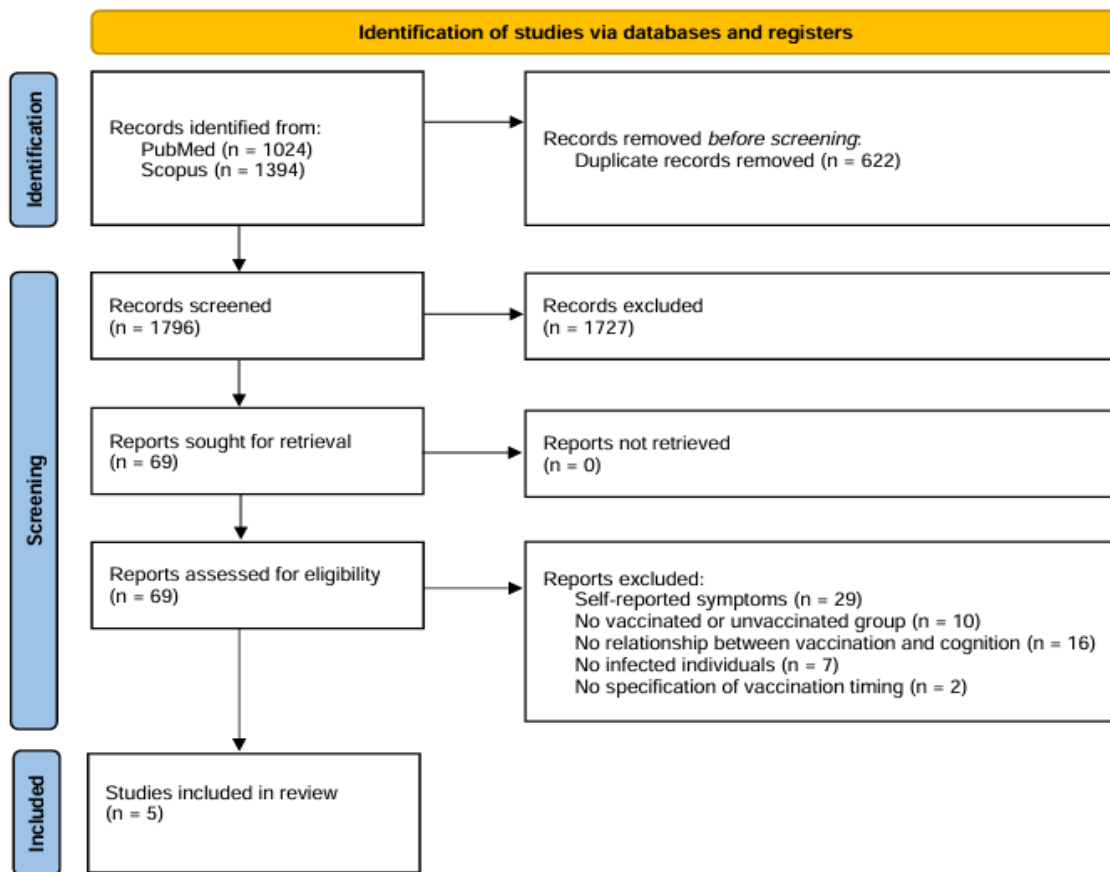 Identification of studies via databases and registers
Identification
Records identified from:
PubMed (n = 1024)
Scopus (n = 1394)
Records removed before screening:
Duplicate records removed (n = 622)
Screening
Records screened
(n = 1796)
Records excluded
(n = 1727)
Reports sought for retrieval
(n = 69)
Reports not retrieved
(n = 0)
Reports assessed for eligibility
(n = 69)
Reports excluded:
Self-reported symptoms (n = 29)
No vaccinated or unvaccinated group (n = 10)
No relationship between vaccination and cognition (n = 16)
No infected individuals (n = 7)
No specification of vaccination timing (n = 2)
Included
Studies included in review
(n = 5)